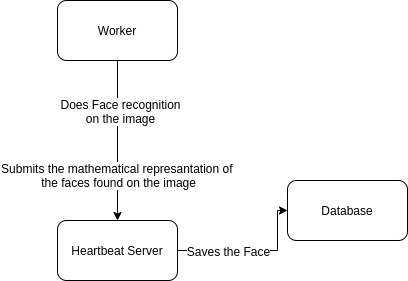 Worker
Does Face recognition
on the image
Submits the mathematical represantation of
the faces found on the image
Heartbeat Server
Saves the Face
Database